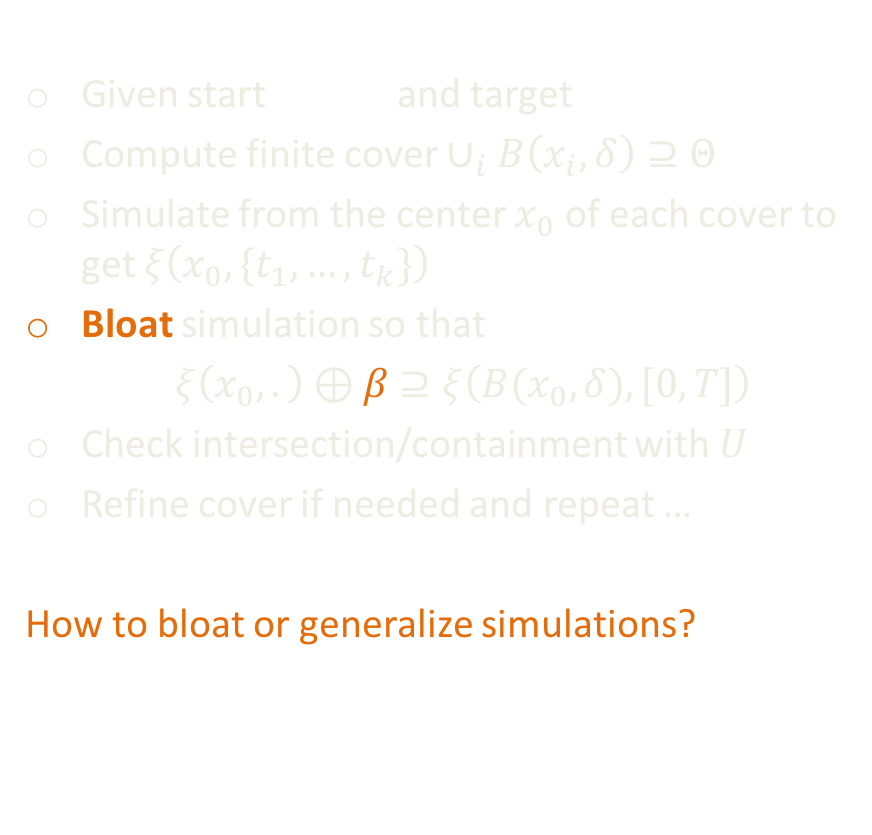 ○ Given start and target
○ Compute finite cover ∪ᵢ B(xᵢ, δ) ⊇ Θ
○ Simulate from the center x₀ of each cover to
get ξ(x₀, {t₁, … , tₖ})
○ Bloat simulation so that
ξ(x₀, . ) ⊕ β ⊇ ξ(B(x₀, δ), [0, T])
○ Check intersection/containment with U
○ Refine cover if needed and repeat ...
How to bloat or generalize simulations?